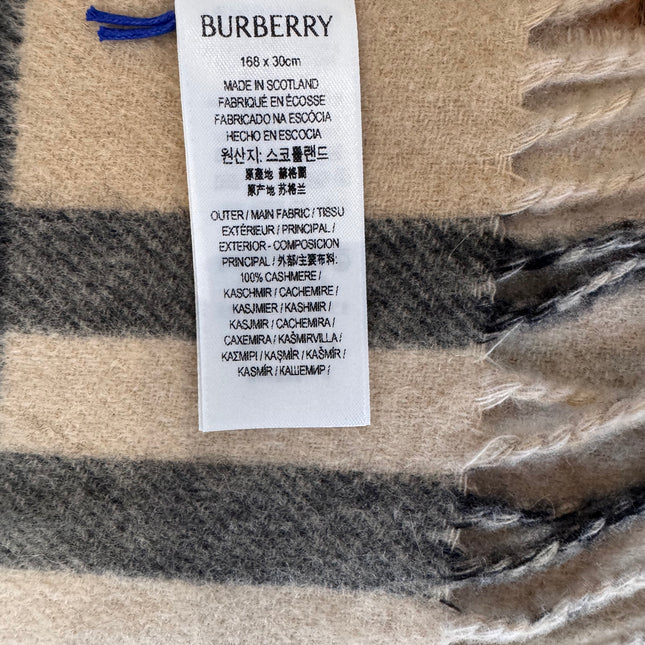 BURBERRY
168 x 30cm
MADE IN SCOTLAND
FABRIQUÉ EN ÉCOSSE
FABRICADO NA ESCÓCIA
HECHO EN ESCOCIA
원산지: 스코틀랜드
原產地 蘇格蘭
原产地 苏格兰
OUTER / MAIN FABRIC / TISSU
EXTÉRIEUR / PRINCIPAL /
EXTERIOR - COMPOSICION
PRINCIPAL / 外部/主要布料:
100% CASHMERE /
KASCHMIR / CACHEMIRE /
KASJMIER / KASHMIR /
KASJMIR / CACHEMIRA /
CAXEMIRA / KAŠMIRVILLA /
ΚΑΣΜΙΡΙ / KAŞMİR / KAŠMÍR /
KASMÍR / КАШЕМИР /